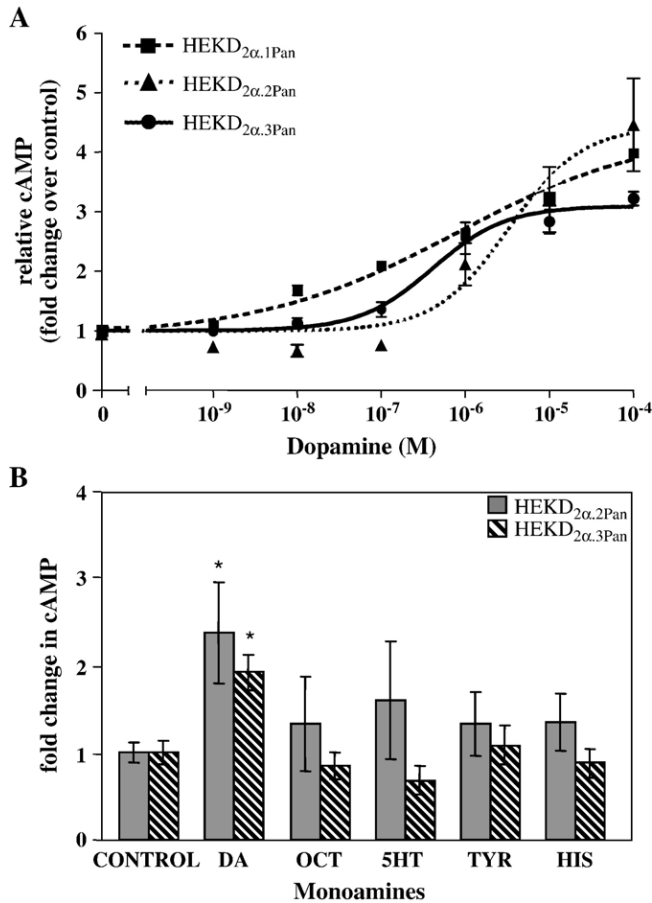 A
relative cAMP
(fold change over control)
6
5
4
3
2
1
0
HEKD2α.1Pan
HEKD2α.2Pan
HEKD2α.3Pan
0 10-9 10-8 10-7 10-6 10-5 10-4
Dopamine (M)
B
fold change in cAMP
4
3
2
1
0
HEKD2α.2Pan
HEKD2α.3Pan
* *
CONTROL DA OCT 5HT TYR HIS
Monoamines